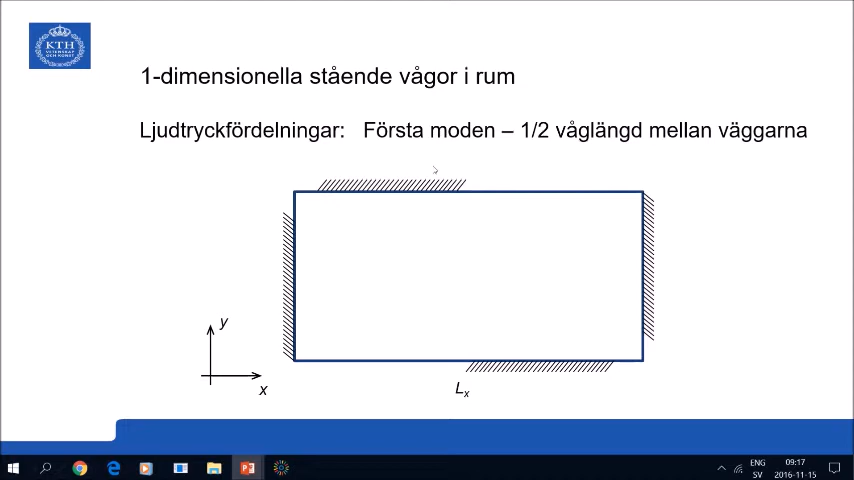 KTH
VETENSKAP
OCH KONST
1-dimensionella stående vågor i rum
Ljudtryckfördelningar: Första moden – 1/2 våglängd mellan väggarna
y
x
Lx
ENG
SV
09:17
2016-11-15